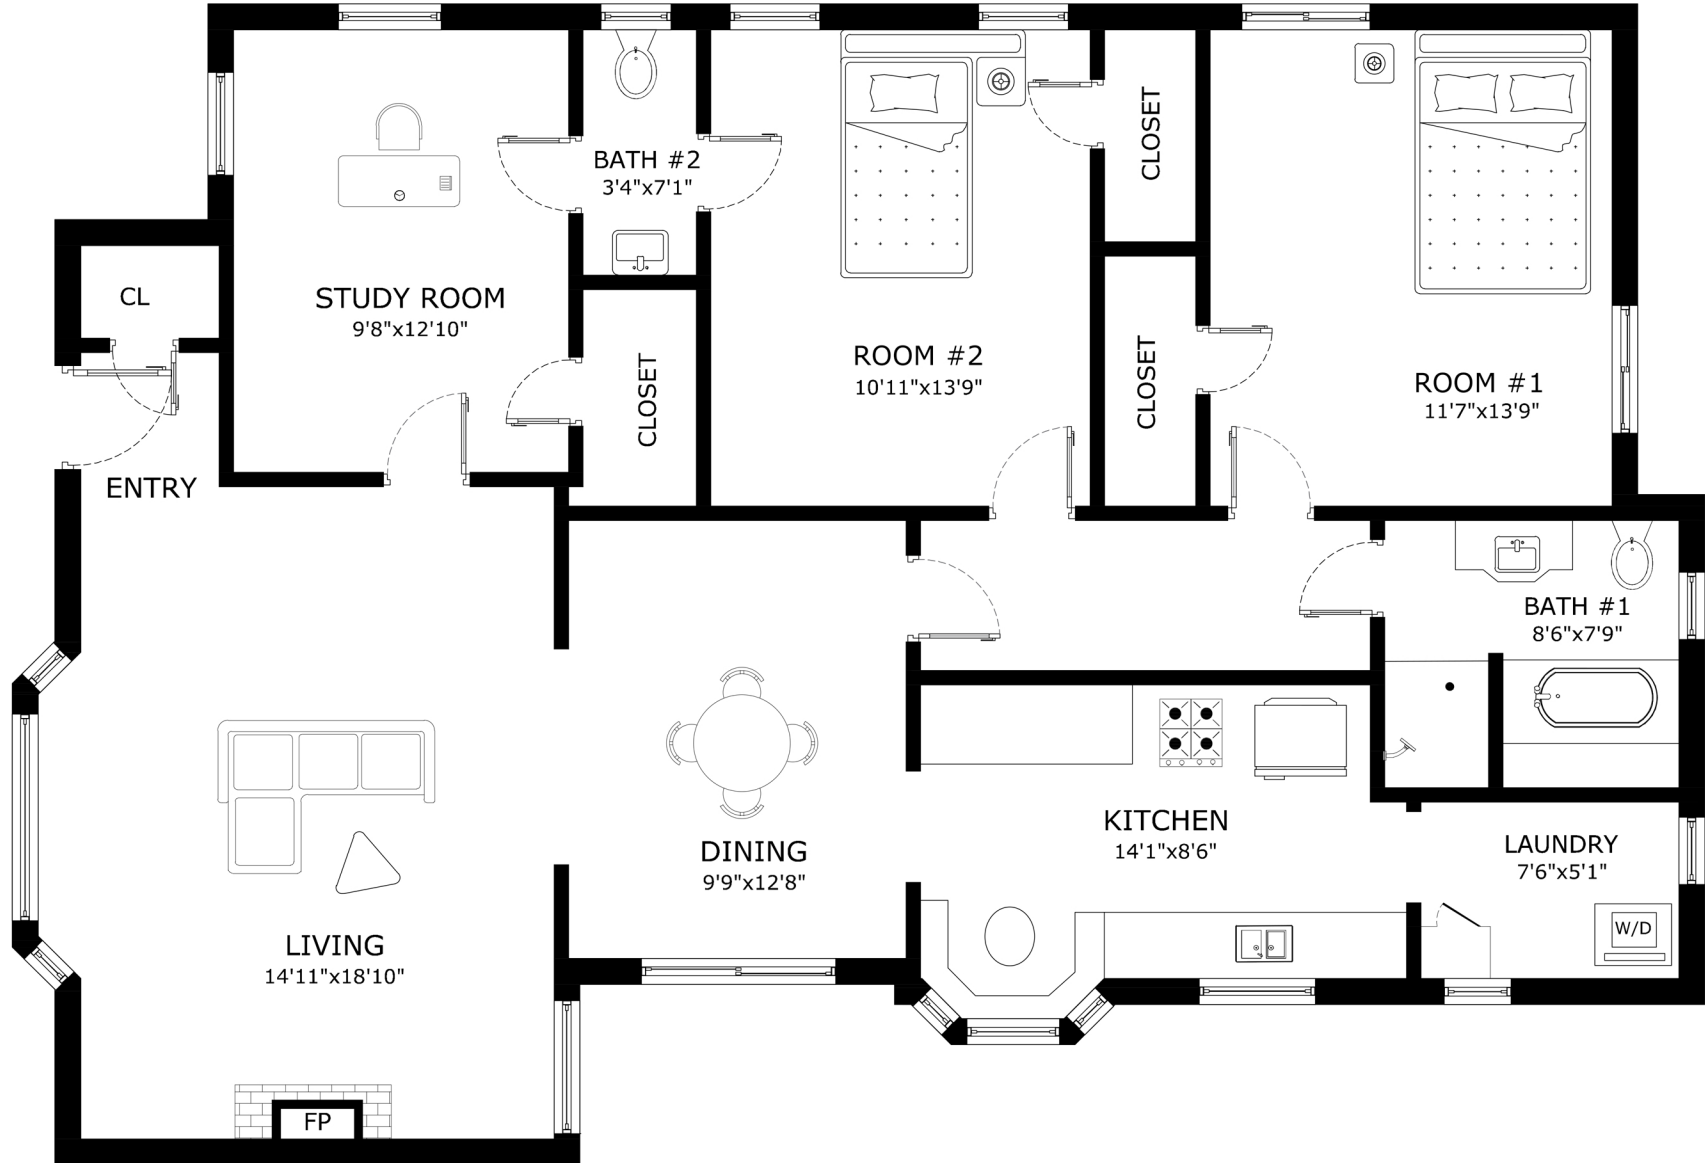 BATH #2
3'4"x7'1"
CLOSET
CL
STUDY ROOM
9'8"x12'10"
CLOSET
ROOM #2
10'11"x13'9"
CLOSET
ROOM #1
11'7"x13'9"
ENTRY
BATH #1
8'6"x7'9"
DINING
9'9"x12'8"
KITCHEN
14'1"x8'6"
LAUNDRY
7'6"x5'1"
W/D
LIVING
14'11"x18'10"
FP